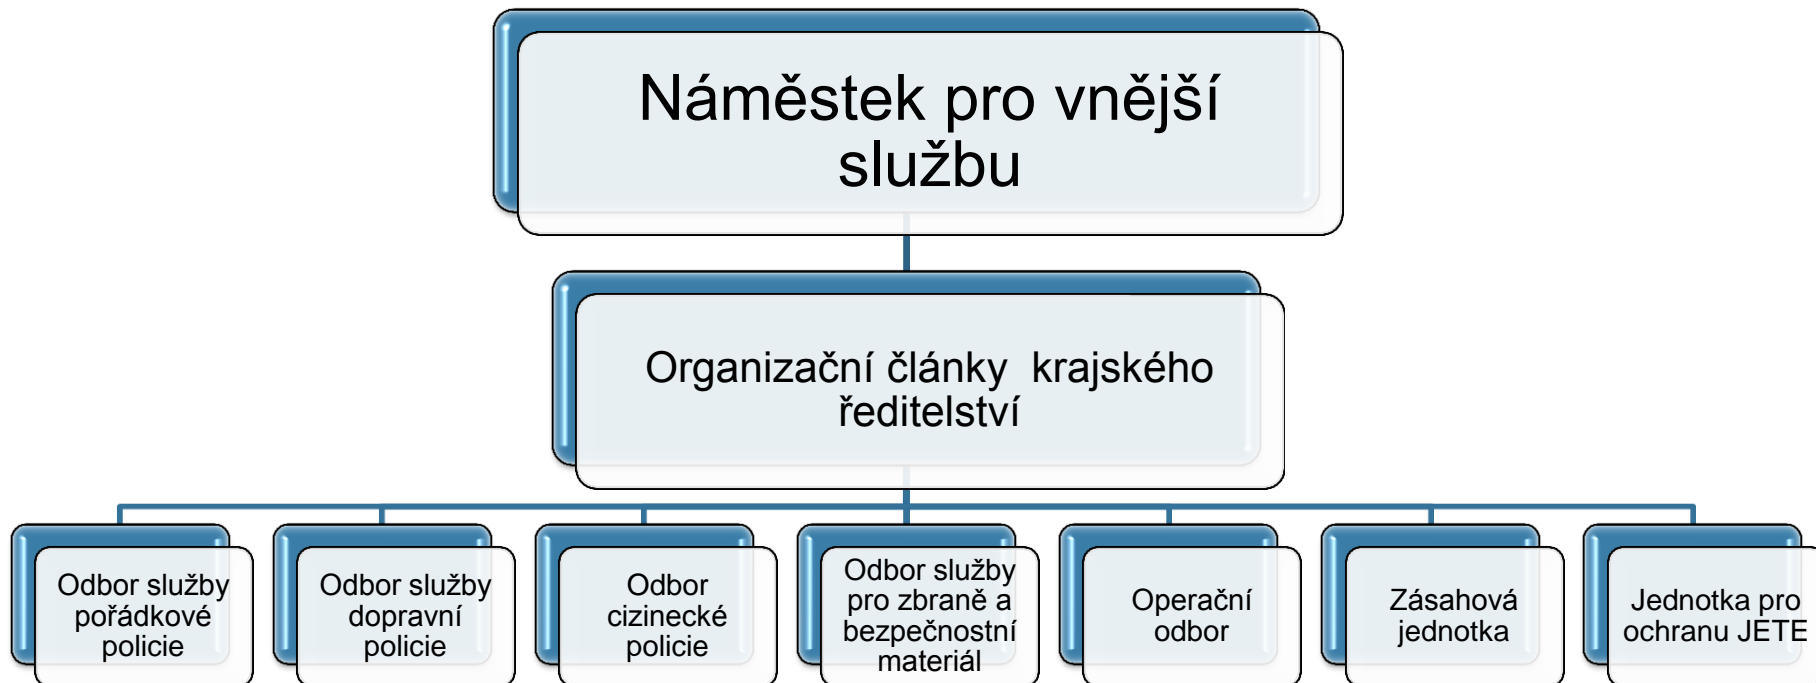 Náměstek pro vnější
službu
Organizační články  krajského
ředitelství
Odbor služby
pořádkové
policie
Odbor služby
dopravní
policie
Odbor
cizinecké
policie
Odbor služby
pro zbraně a
bezpečnostní
materiál
Operační
odbor
Zásahová
jednotka
Jednotka pro
ochranu JETE